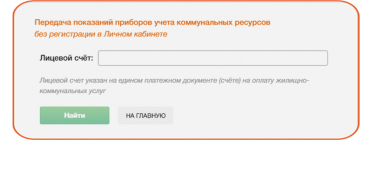 Передача показаний приборов учета коммунальных ресурсов
без регистрации в Личном кабинете
Лицевой счёт:
Лицевой счет указан на едином платежном документе (счёте) на оплату жилищно-
коммунальных услуг
Найти НА ГЛАВНУЮ